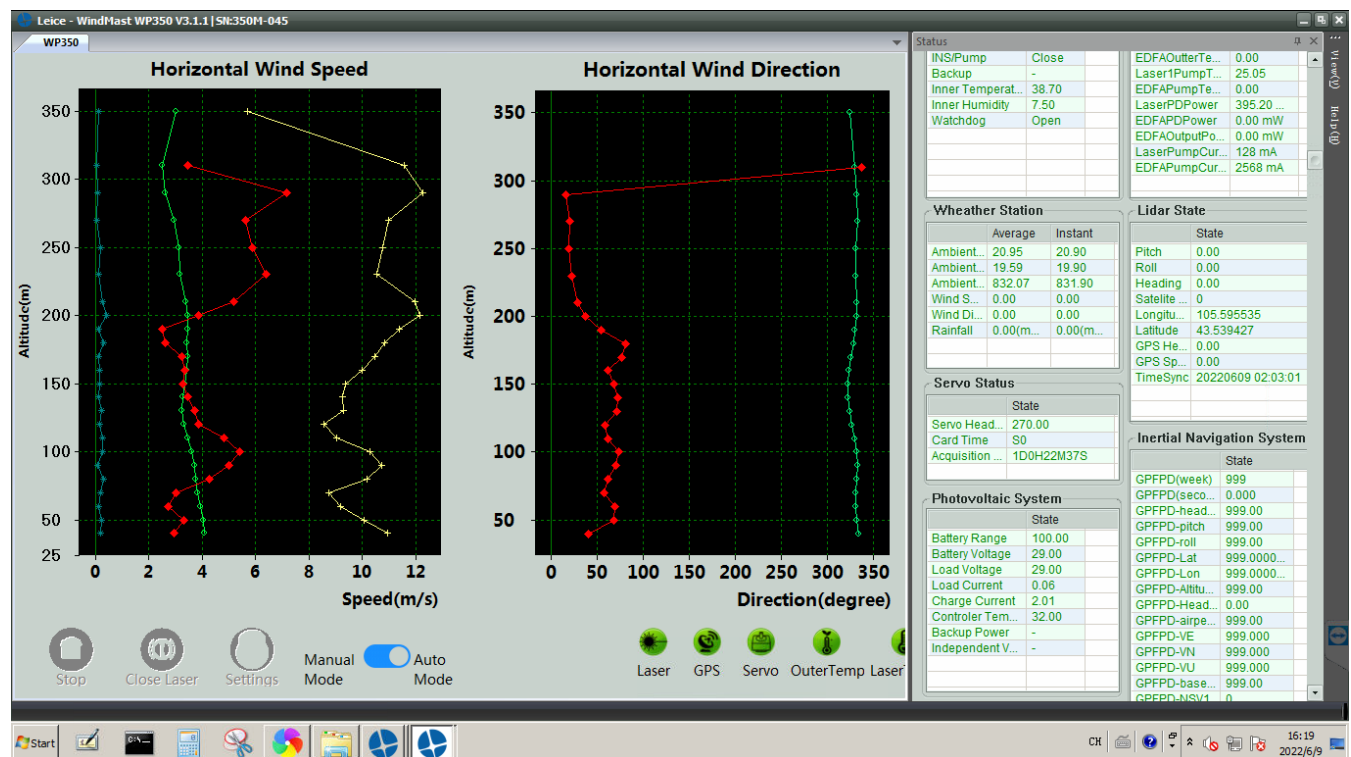 Leice - WindMast WP350 V3.1.1|SN:350M-045
WP350
Horizontal Wind Speed
350
300
250
200
150
100
50
25
Altitude(m)
0 2 4 6 8 10 12
Speed(m/s)
Horizontal Wind Direction
350
300
250
200
150
100
50
Altitude(m)
0 50 100 150 200 250 300 350
Direction(degree)
Stop
Close Laser
Settings
Manual Mode
Auto Mode
Laser
GPS
Servo
OuterTemp
Status
INS/Pump Close
Backup -
Inner Temperat... 38.70
Inner Humidity 7.50
Watchdog Open
EDFAOutterTe... 0.00
Laser1PumpT... 25.05
EDFAPumpTe... 0.00
LaserPDPower 395.20 ...
EDFAPDPower 0.00 mW
EDFAOutputPo... 0.00 mW
LaserPumpCur... 128 mA
EDFAPumpCur... 2568 mA
Wheather Station
Average Instant
Ambient... 20.95 20.90
Ambient... 19.59 19.90
Ambient... 832.07 831.90
Wind S... 0.00 0.00
Wind Di... 0.00 0.00
Rainfall 0.00(m... 0.00(m...
Lidar State
State
Pitch 0.00
Roll 0.00
Heading 0.00
Satelite ... 0
Longitu... 105.595535
Latitude 43.539427
GPS He... 0.00
GPS Sp... 0.00
TimeSync 20220609 02:03:01
Servo Status
State
Servo Head... 270.00
Card Time S0
Acquisition ... 1D0H22M37S
Photovoltaic System
State
Battery Range 100.00
Battery Voltage 29.00
Load Voltage 29.00
Load Current 0.06
Charge Current 2.01
Controler Tem... 32.00
Backup Power -
Independent V... -
Inertial Navigation System
State
GPFPD(week) 999
GPFPD(seco... 0.000
GPFPD-head... 999.00
GPFPD-pitch 999.00
GPFPD-roll 999.00
GPFPD-Lat 999.0000...
GPFPD-Lon 999.0000...
GPFPD-Altitu... 999.00
GPFPD-Head... 0.00
GPFPD-airpe... 999.00
GPFPD-VE 999.000
GPFPD-VN 999.000
GPFPD-VU 999.000
GPFPD-base... 999.00
GPFPD-NSV1 0
View(V)
Help(H)
Start
CH
16:19
2022/6/9